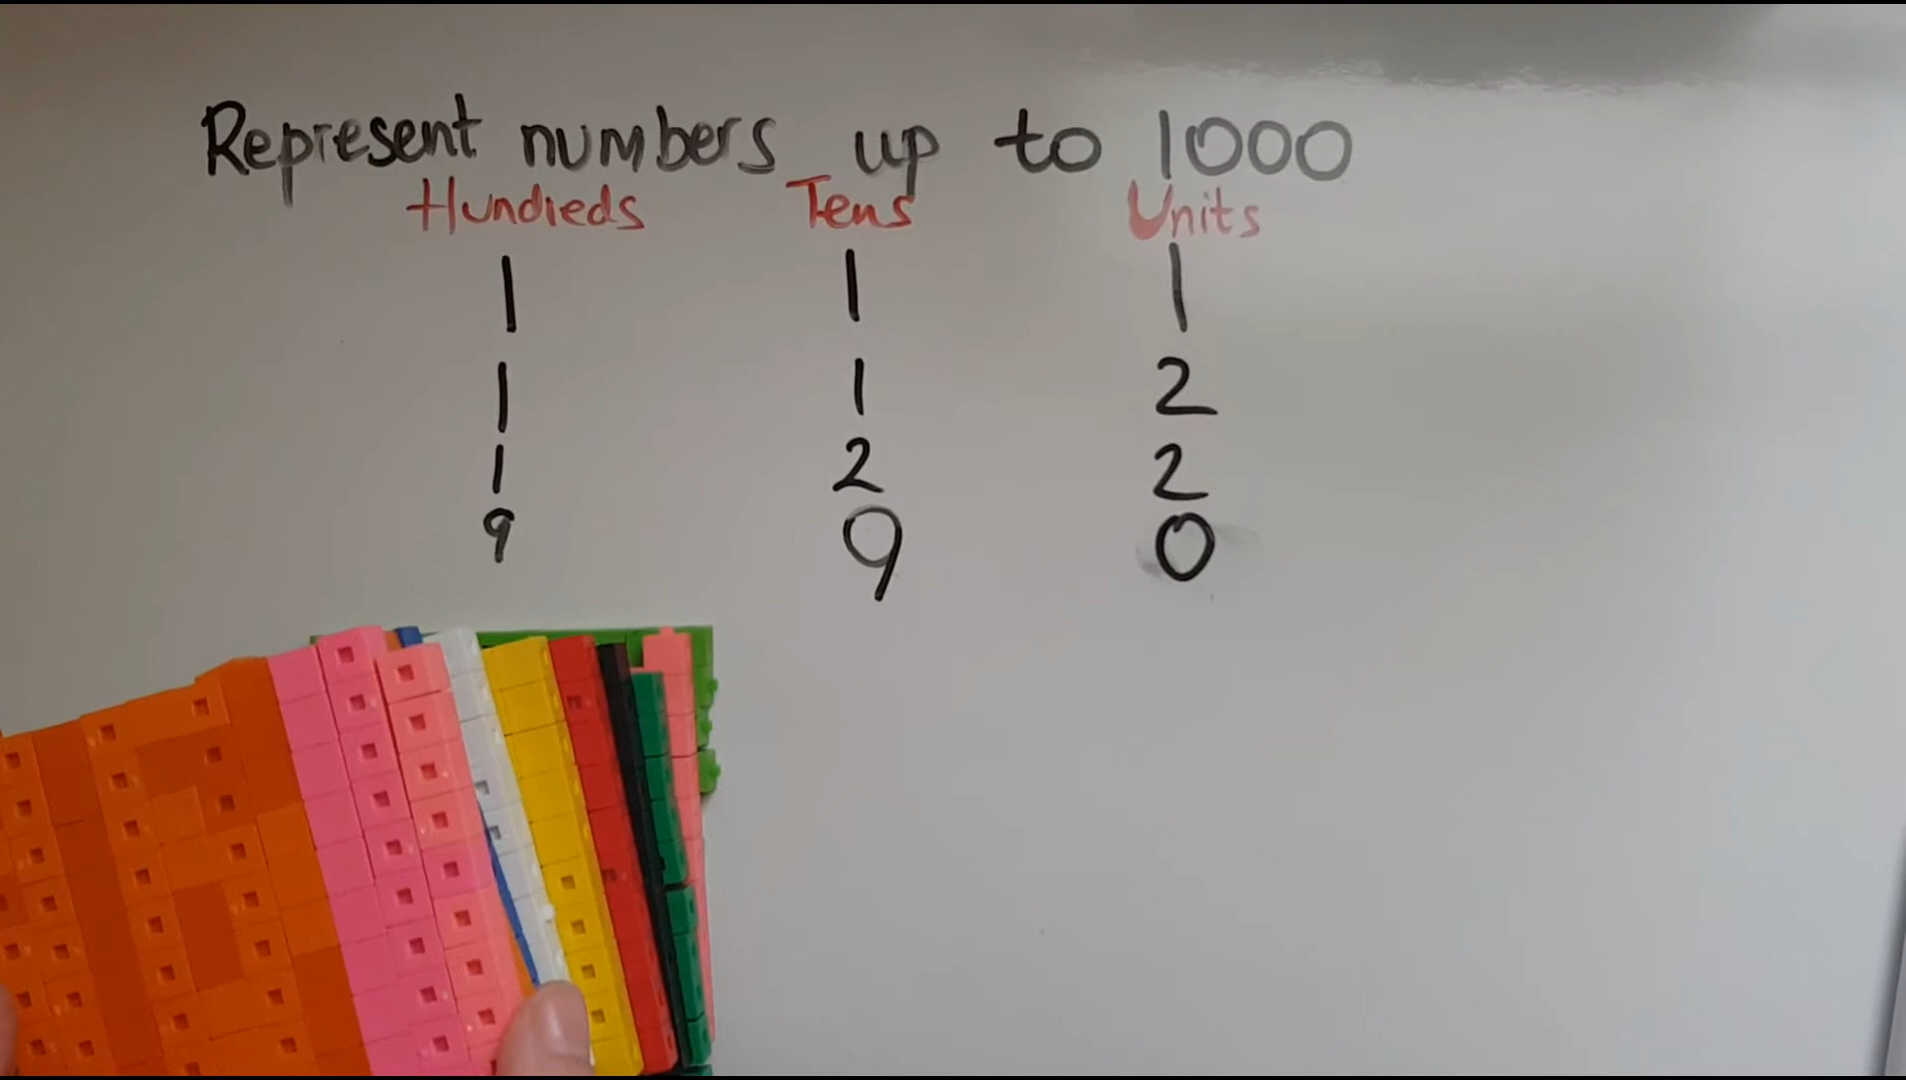 Represent numbers up to 1000
Hundreds Tens Units
1 1 1
1 1 2
1 2 2
9 9 0